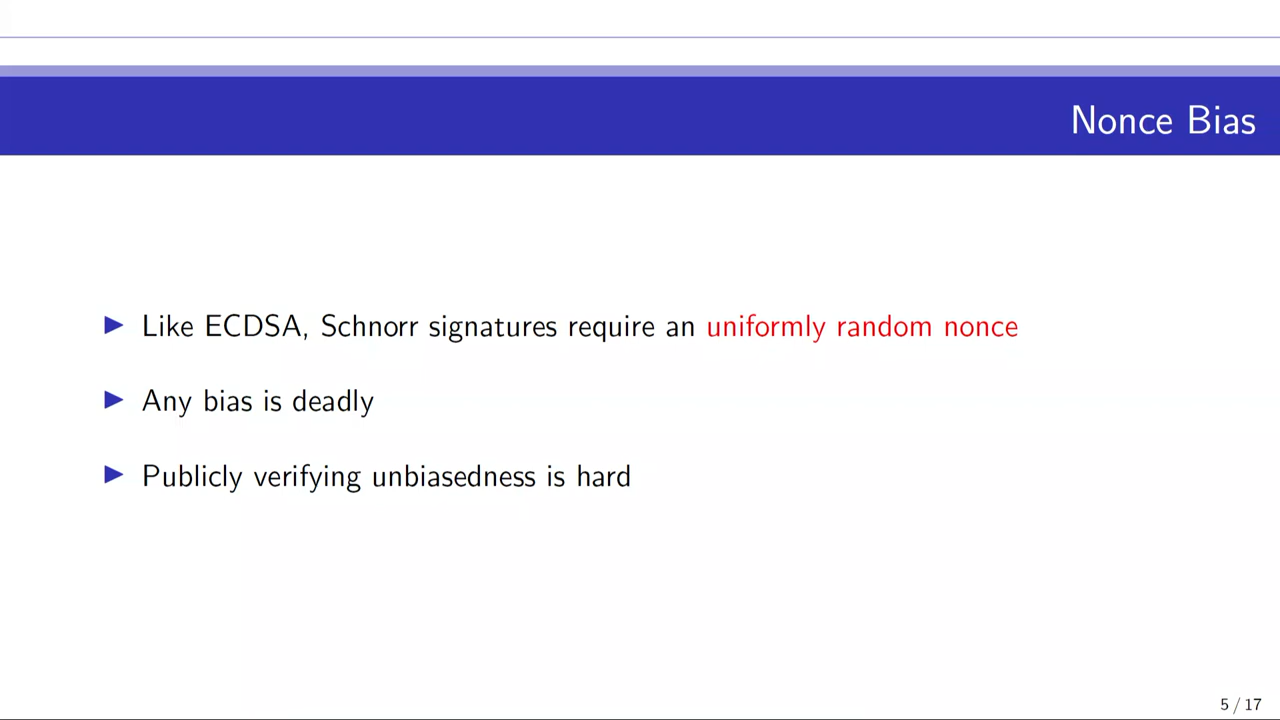 Nonce Bias
Like ECDSA, Schnorr signatures require an uniformly random nonce
Any bias is deadly
Publicly verifying unbiasedness is hard
5 / 17